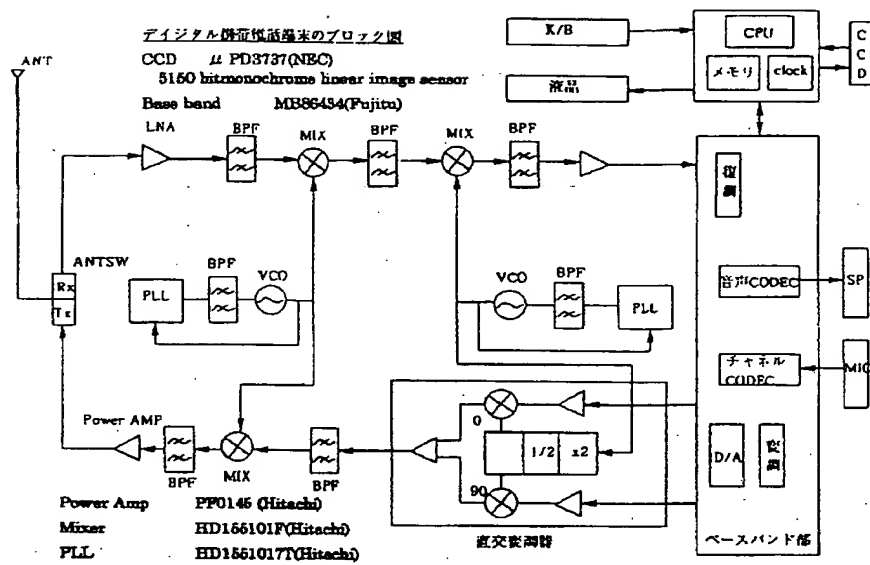 ディジタル携帯電話端末のブロック図
CCD μ PD3737(NEC)
5150 bitmonochrome linear image sensor
Base band MB86434(Fujitu)
ANT
K/B
液晶
CPU
メモリ
clock
C
C
D
LNA
BPF
MIX
BPF
MIX
BPF
復調
ANTSW
Rx
Tx
PLL
BPF
VCO
VCO
BPF
PLL
音声CODEC
SP
チャネル
CODEC
MIC
Power AMP
BPF
MIX
BPF
0
90
1/2
x2
D/A
変調
直交変調器
ベースバンド部
Power Amp PF0145 (Hitachi)
Mixer HD155101F(Hitachi)
PLL HD1551017T(Hitachi)